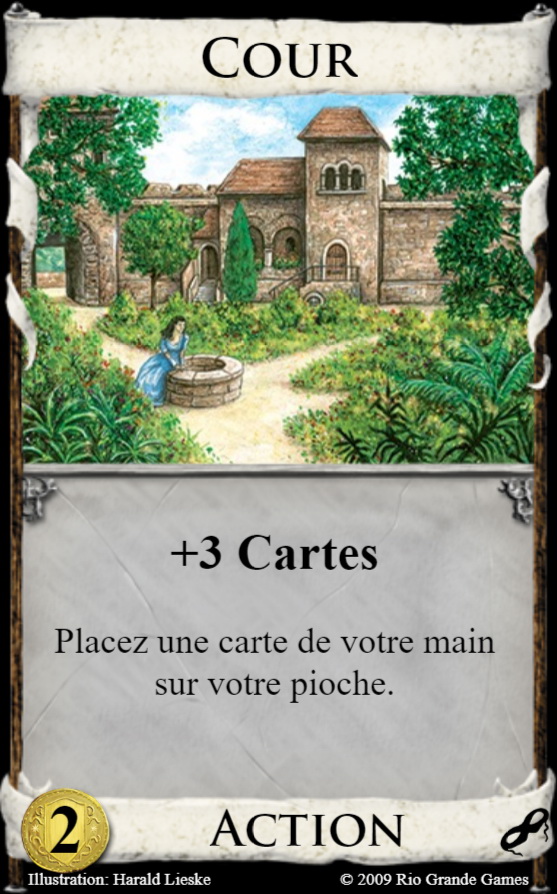 COUR
+3 Cartes
Placez une carte de votre main
sur votre pioche.
2
ACTION
Illustration: Harald Lieske
© 2009 Rio Grande Games